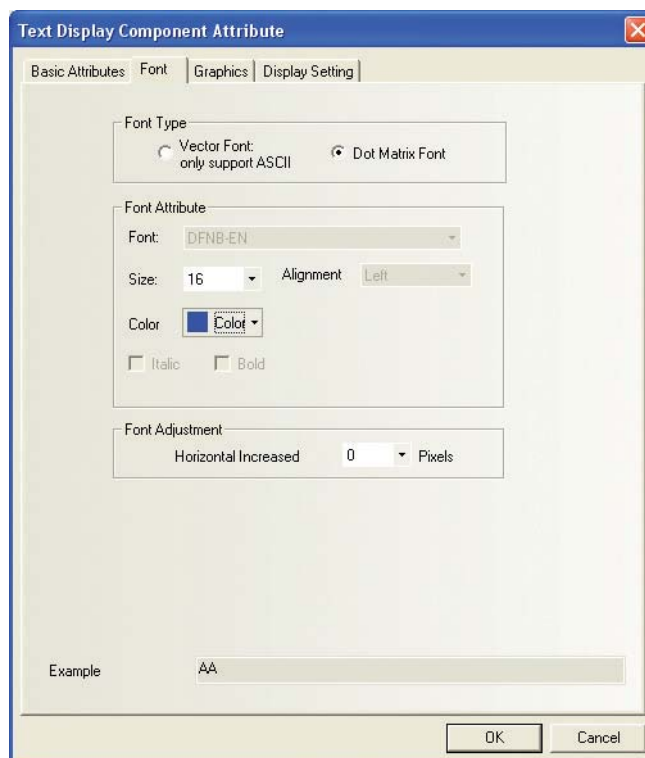 Text Display Component Attribute
Basic Attributes Font Graphics Display Setting
Font Type
Vector Font:
only support ASCII
Dot Matrix Font
Font Attribute
Font: DFNB-EN
Size: 16 Alignment Left
Color Color
Italic Bold
Font Adjustment
Horizontal Increased 0 Pixels
Example AA
OK Cancel